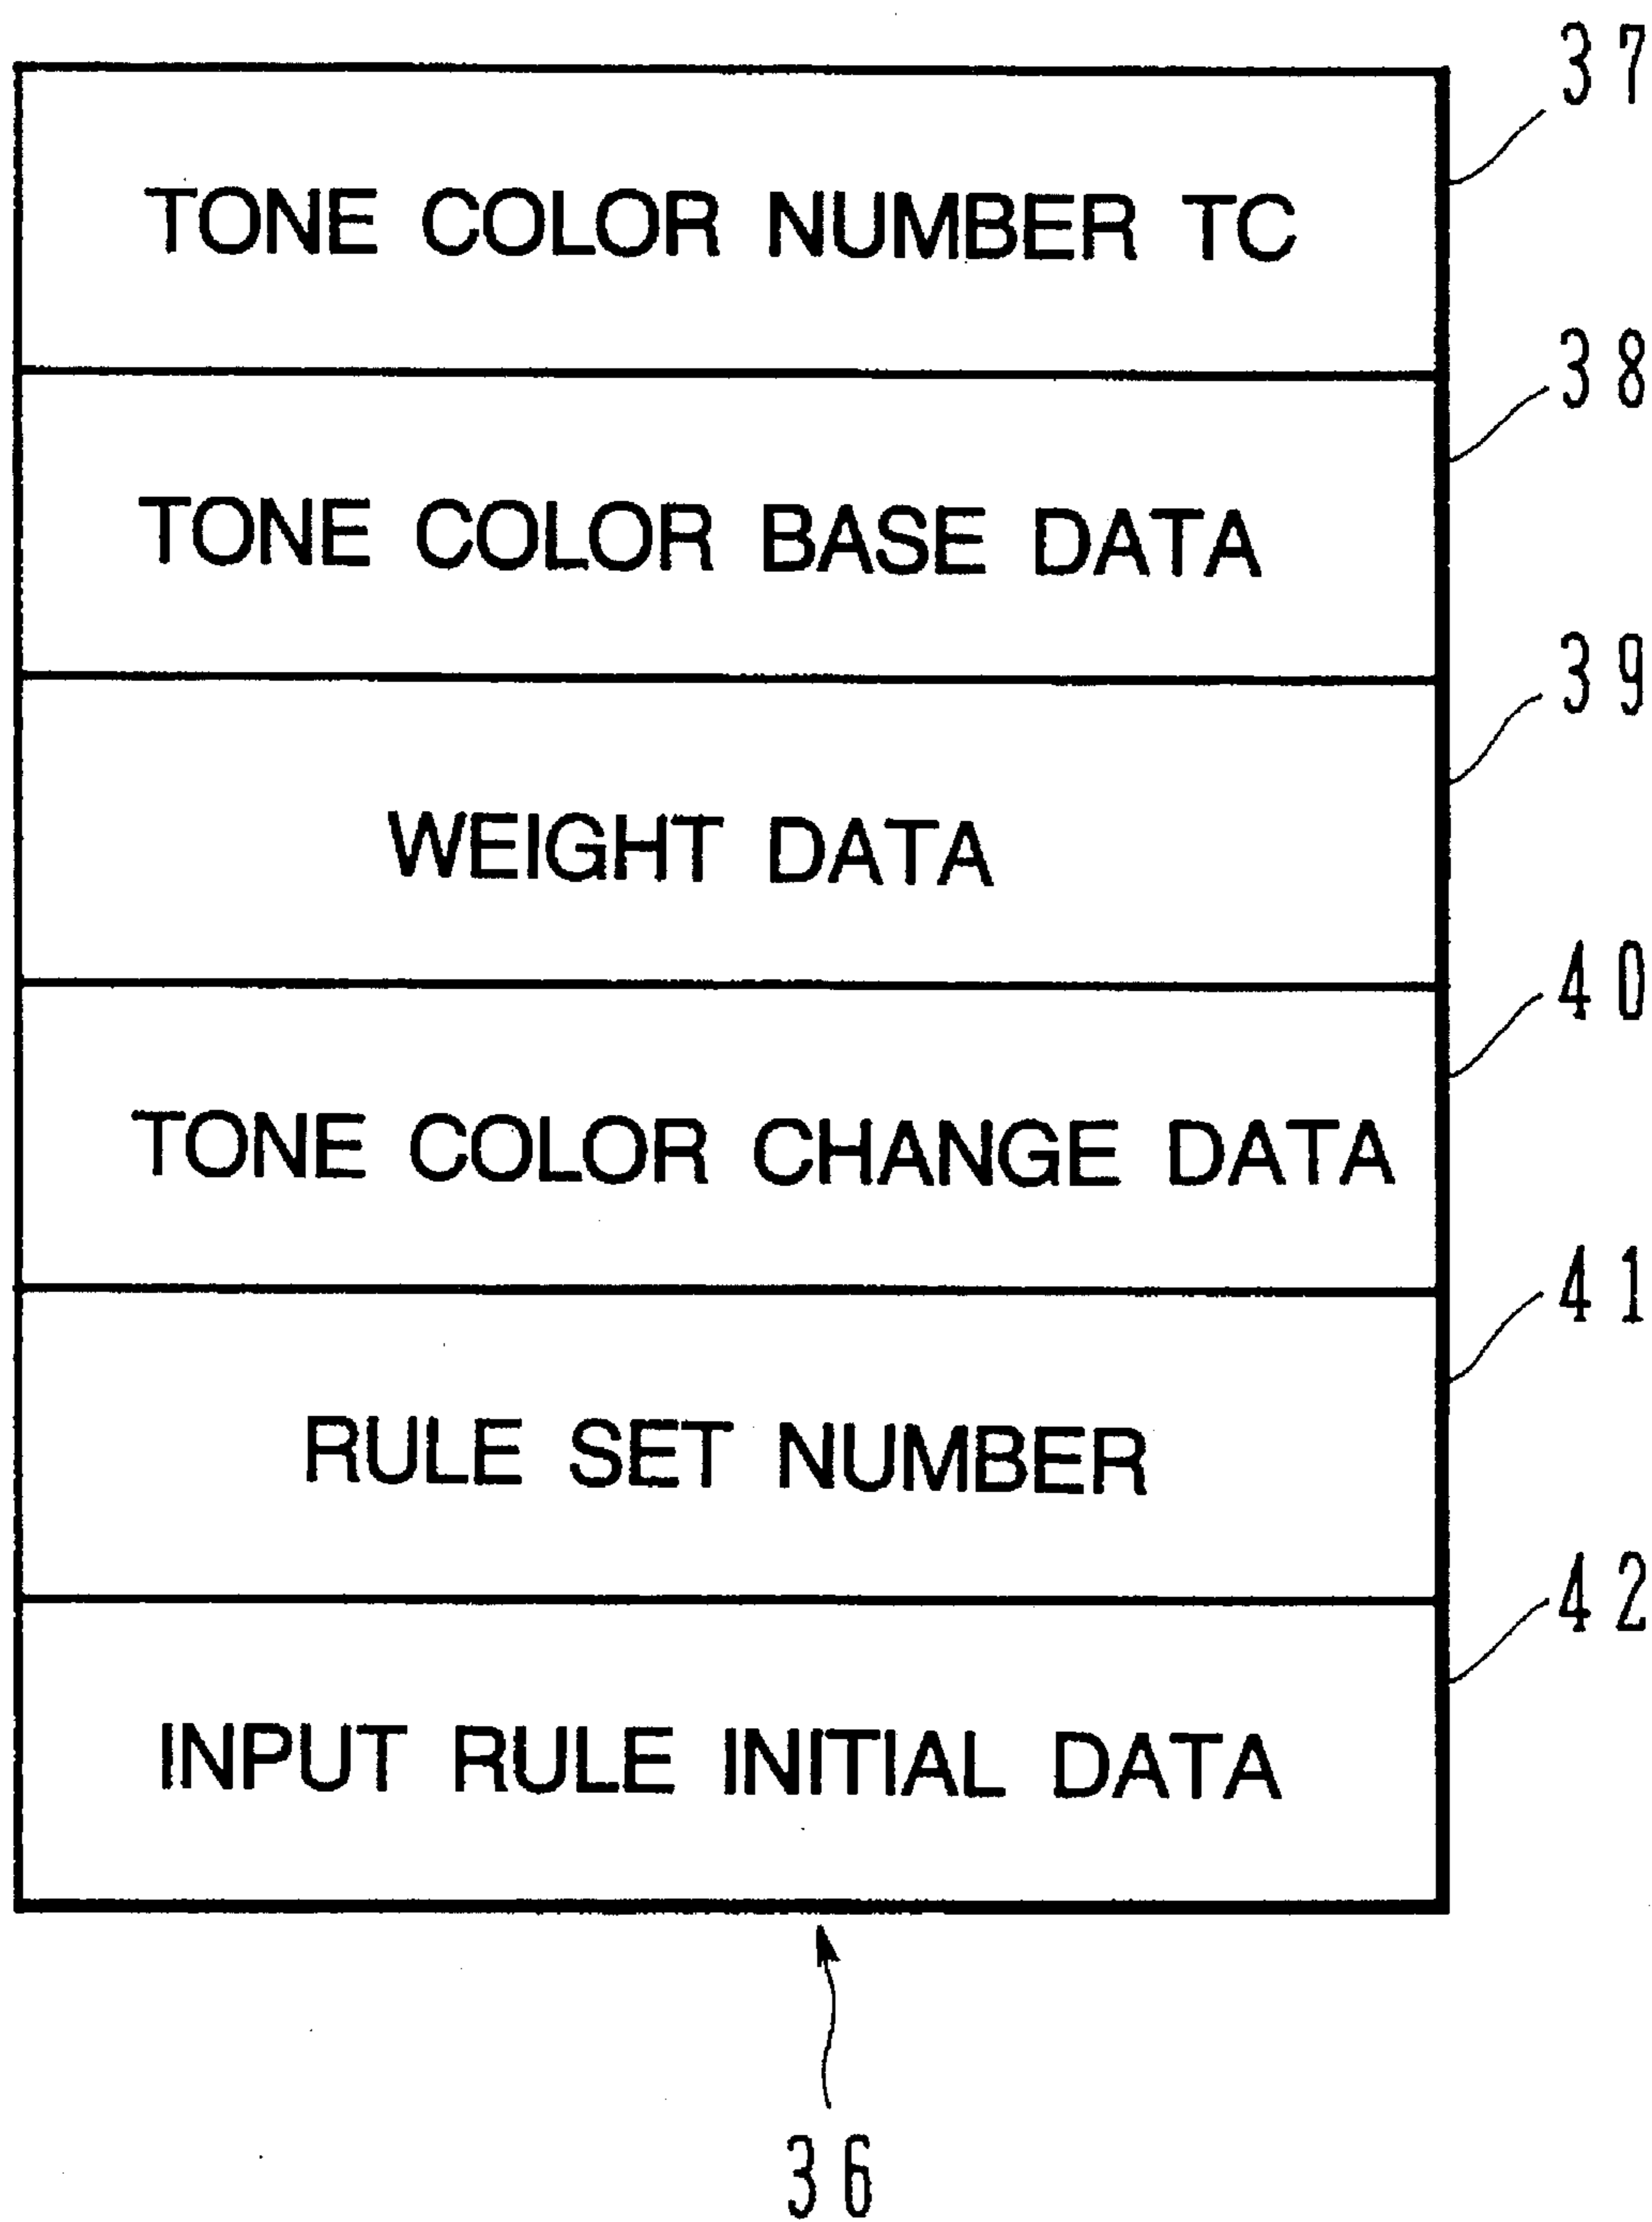 37
TONE COLOR NUMBER TC
38
TONE COLOR BASE DATA
39
WEIGHT DATA
40
TONE COLOR CHANGE DATA
41
RULE SET NUMBER
42
INPUT RULE INITIAL DATA
36